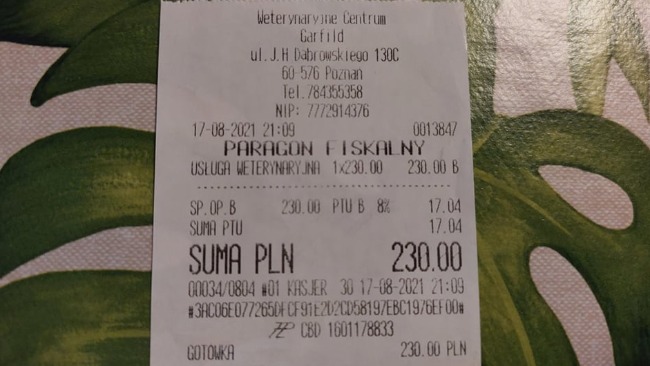 Weterynaryjne Centrum
Garfild
ul. J.H Dąbrowskiego 130C
60-576 Poznan
Tel.784355358
NIP: 7772914376
17-08-2021 21:09 0013847
PARAGON FISKALNY
USŁUGA WETERYNARYJNA 1x230.00 230.00 B
SP.OP.B 230.00 PTU B 8% 17.04
SUMA PTU 17.04
SUMA PLN 230.00
00034/0804 #01 KASJER 30 17-08-2021 21:09
#3AC06E077265DFCF91E2D2CD58197EBC1976EF00#
CBD 1601178833
GOTÓWKA 230.00 PLN